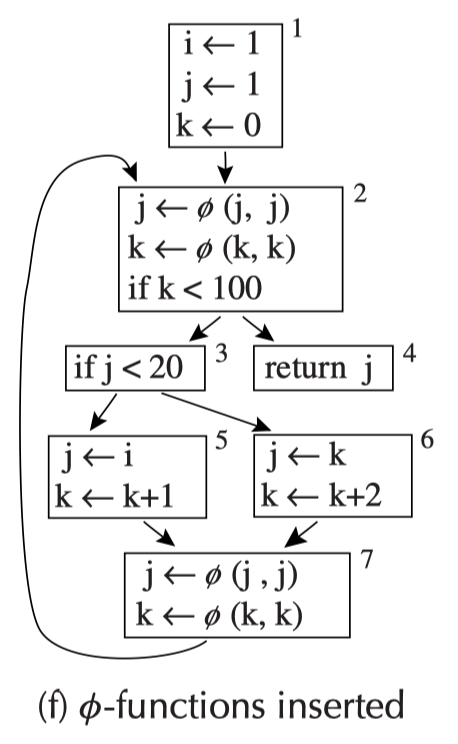 1
i ← 1
j ← 1
k ← 0
2
j ← ϕ (j, j)
k ← ϕ (k, k)
if k < 100
3
if j < 20
4
return j
5
j ← i
k ← k+1
6
j ← k
k ← k+2
7
j ← ϕ (j , j)
k ← ϕ (k, k)
(f) ϕ-functions inserted